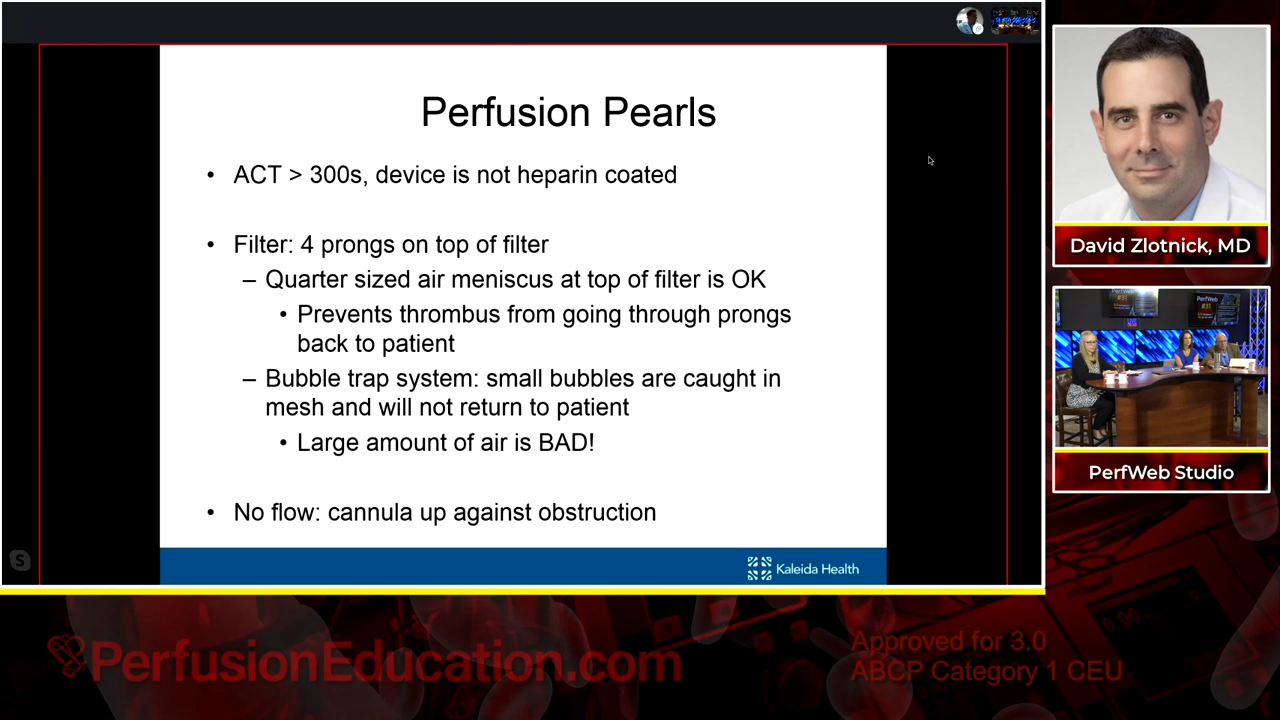 Perfusion Pearls
• ACT > 300s, device is not heparin coated
• Filter: 4 prongs on top of filter
– Quarter sized air meniscus at top of filter is OK
• Prevents thrombus from going through prongs
back to patient
– Bubble trap system: small bubbles are caught in
mesh and will not return to patient
• Large amount of air is BAD!
• No flow: cannula up against obstruction
Kaleida Health
David Zlotnick, MD
PerfWeb Studio
PerfusionEducation.com
Approved for 3.0
ABCP Category 1 CEU